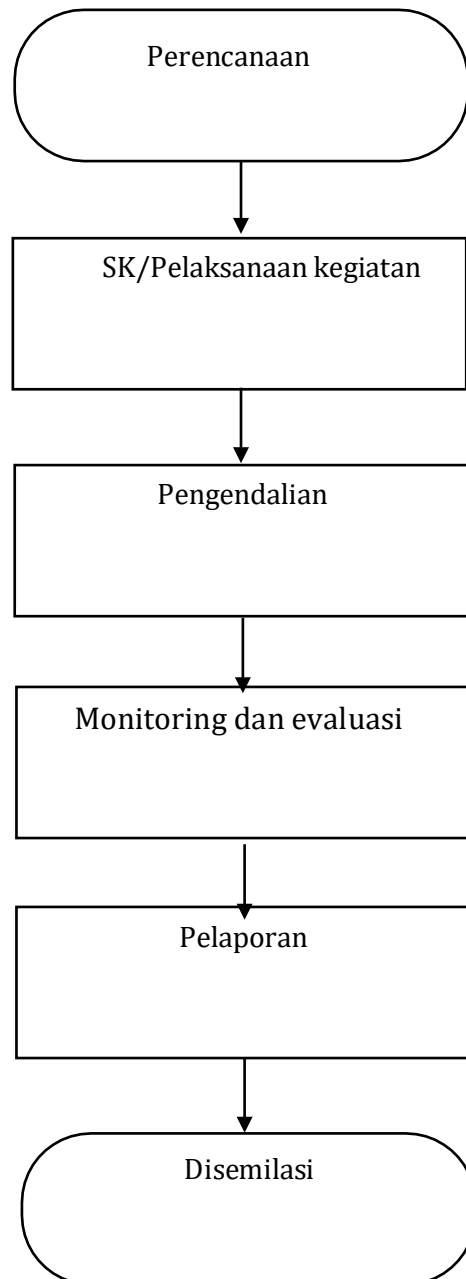 Perencanaan
SK/Pelaksanaan kegiatan
Pengendalian
Monitoring dan evaluasi
Pelaporan
Disemilasi